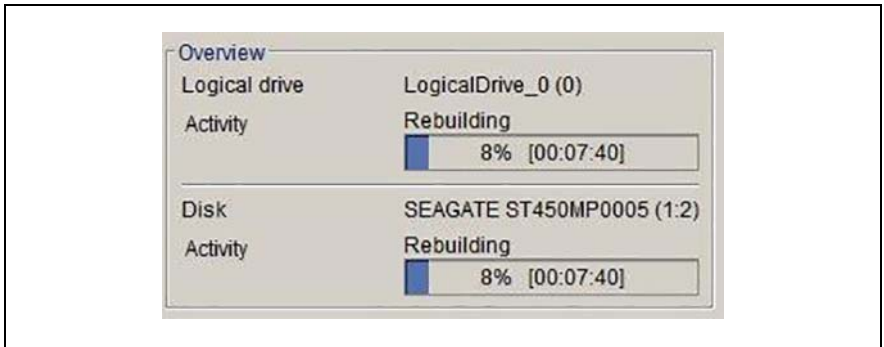 Overview
Logical drive LogicalDrive_0 (0)
Activity Rebuilding
8% [00:07:40]
Disk SEAGATE ST450MP0005 (1:2)
Activity Rebuilding
8% [00:07:40]